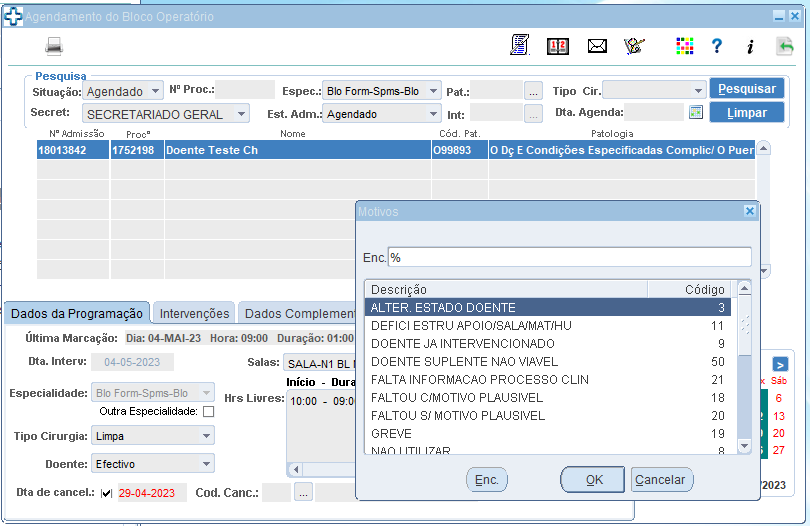 Agendamento do Bloco Operatório
Pesquisa
Situação: Agendado Nº Proc.: Espec.: Blo Form-Spms-Blo Pat.: ... Tipo Cir. Pesquisar
Secret: SECRETARIADO GERAL Est. Adm.: Agendado Int: ... Dta. Agenda: Limpar
Nº Admissão Procº Nome Cód. Pat. Patologia
18013842 1752198 Doente Teste Ch O99893 O Dç E Condições Especificadas Complic/ O Puer
Motivos
Enc. %
Descrição Código
ALTER. ESTADO DOENTE 3
DEFICI ESTRU APOIO/SALA/MAT/HU 11
DOENTE JA INTERVENCIONADO 9
DOENTE SUPLENTE NAO VIAVEL 50
FALTA INFORMACAO PROCESSO CLIN 21
FALTOU C/MOTIVO PLAUSIVEL 18
FALTOU S/ MOTIVO PLAUSIVEL 20
GREVE 19
NAO UTILIZAR 8
Enc. OK Cancelar
Dados da Programação Intervenções Dados Complement
Última Marcação: Dia: 04-MAI-23 Hora: 09:00 Duração: 01:00
Dta. Interv: 04-05-2023 Salas: SALA-N1 BL
Início - Dura
Especialidade: Blo Form-Spms-Blo Hrs Livres: 10:00 - 09:0
Outra Especialidade:
Tipo Cirurgia: Limpa
Doente: Efectivo
Dta de cancel.: 29-04-2023 Cod. Canc.: ...
x Sáb
6
13
20
27
/2023